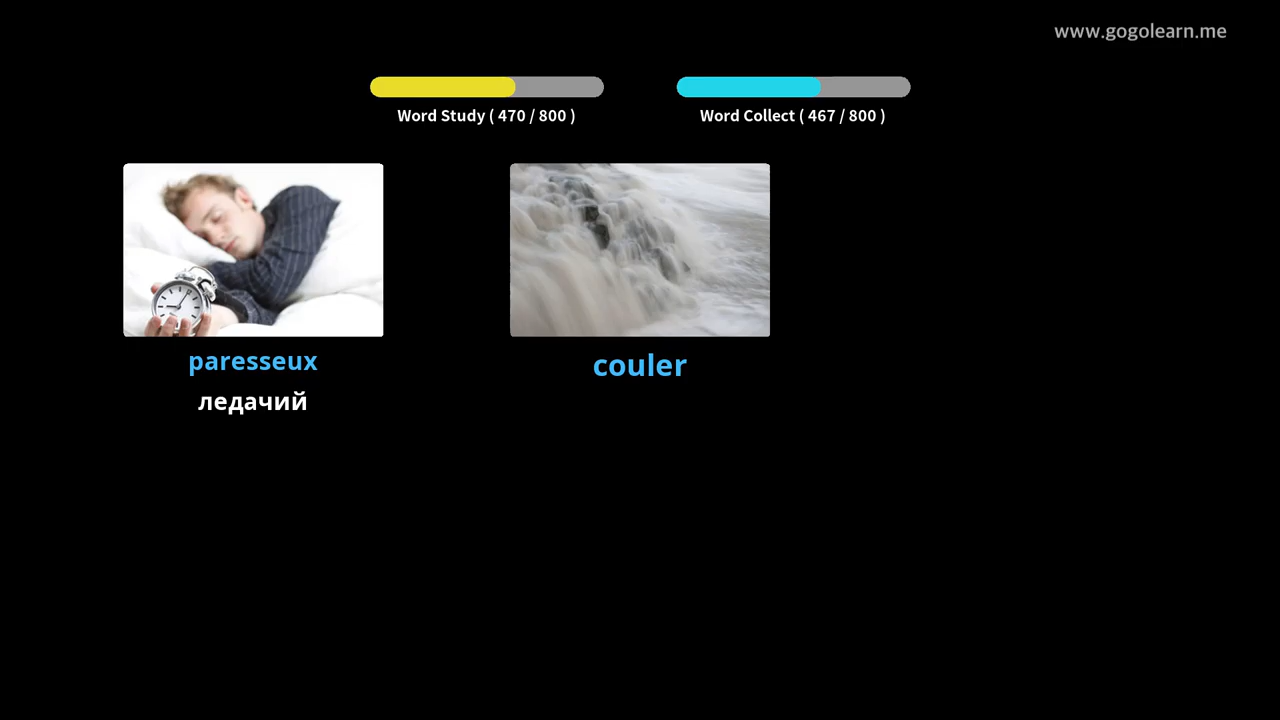 www.gogolearn.me
Word Study ( 470 / 800 )
Word Collect ( 467 / 800 )
paresseux
ледачий
couler